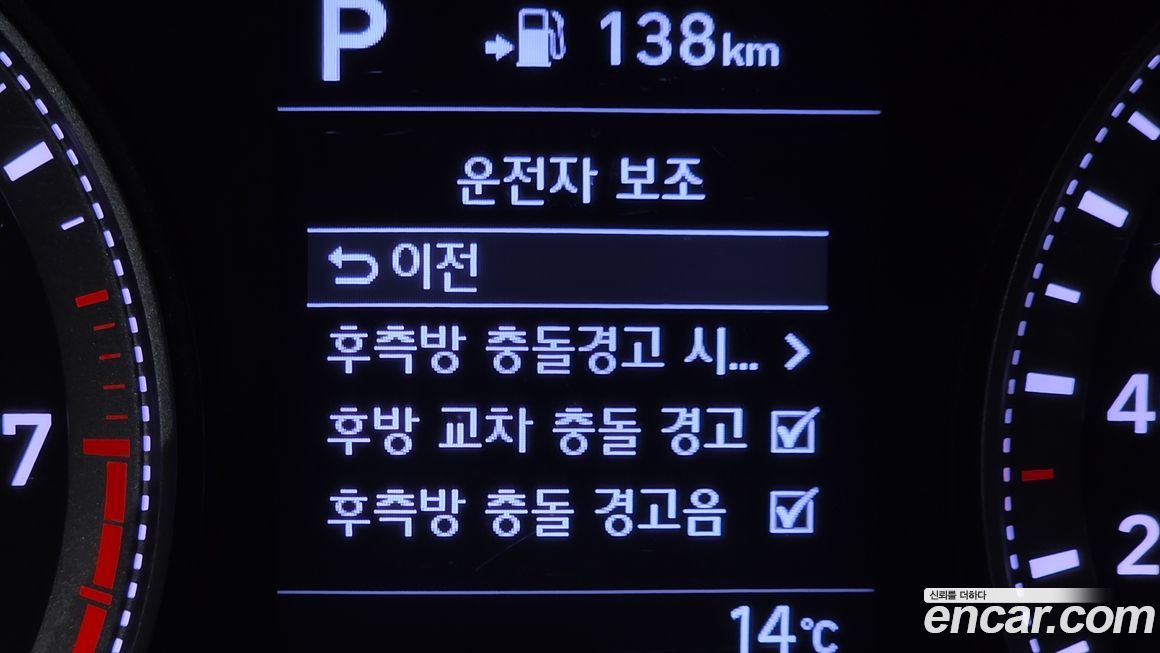 P 138km
운전자 보조
이전
후측방 충돌경고 시...
후방 교차 충돌 경고
후측방 충돌 경고음
14℃
7
4
2
신뢰를 더하다
encar.com